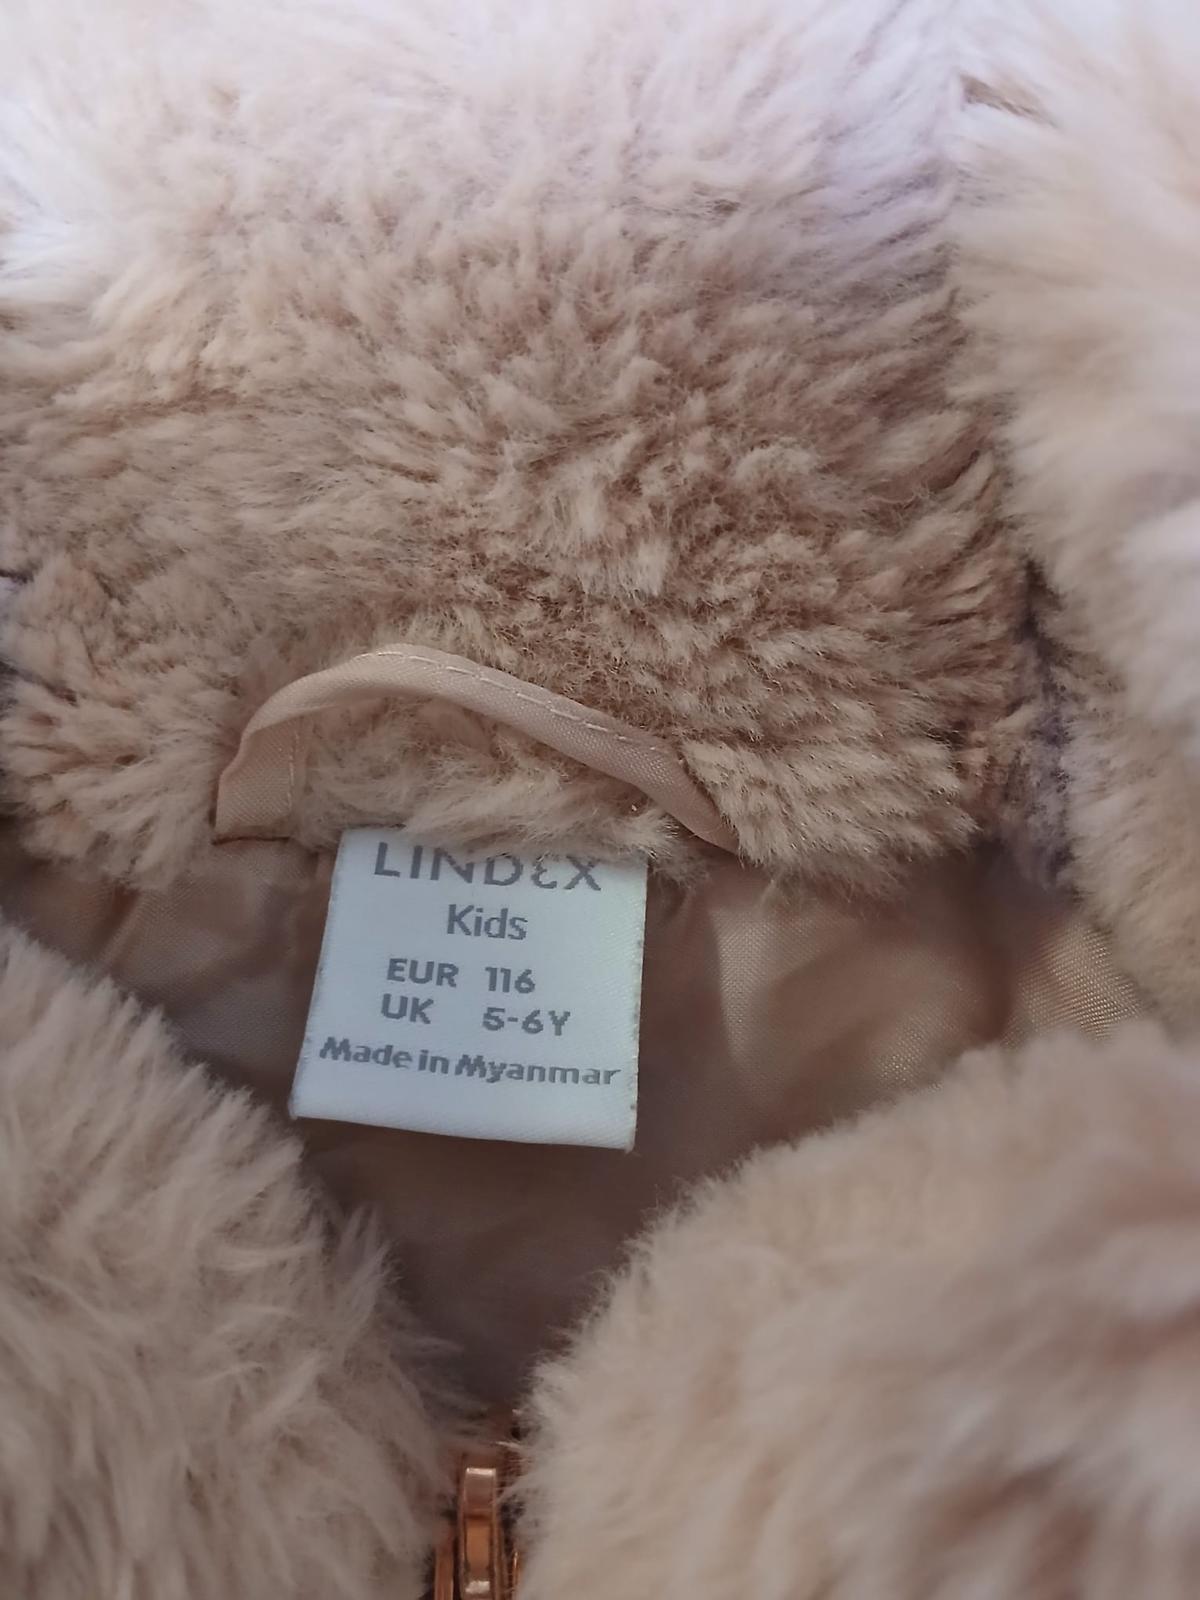 LINDEX
Kids
EUR 116
UK 5-6Y
Made in Myanmar